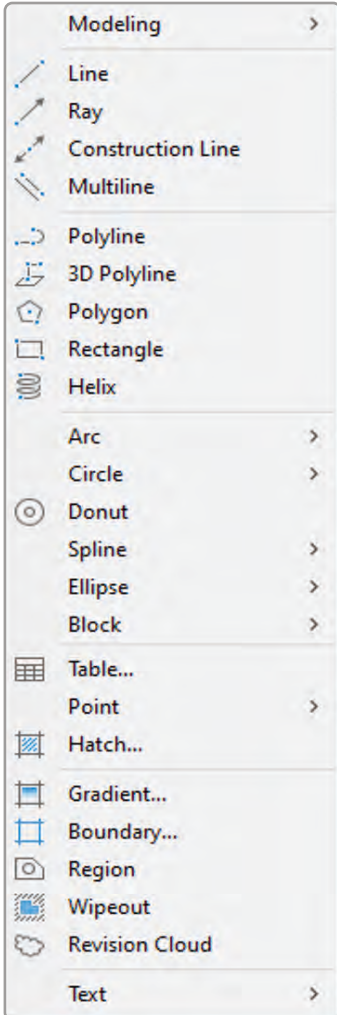 Modeling
Line
Ray
Construction Line
Multiline
Polyline
3D Polyline
Polygon
Rectangle
Helix
Arc
Circle
Donut
Spline
Ellipse
Block
Table...
Point
Hatch...
Gradient...
Boundary...
Region
Wipeout
Revision Cloud
Text